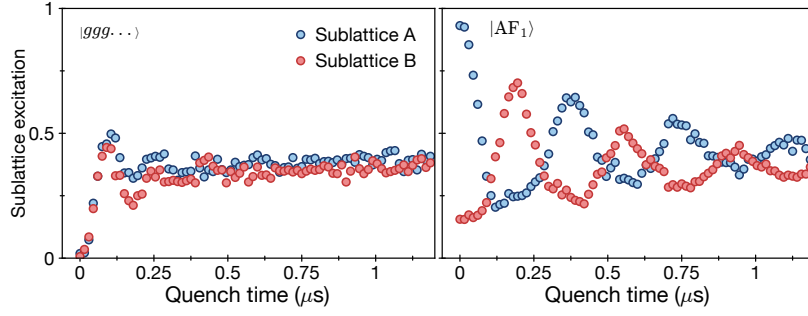 |ggg...⟩
Sublattice A
Sublattice B
|AF₁⟩
Sublattice excitation
1
0.5
0
0
0.25
0.5
0.75
1
Quench time (μs)
0
0.25
0.5
0.75
1
Quench time (μs)